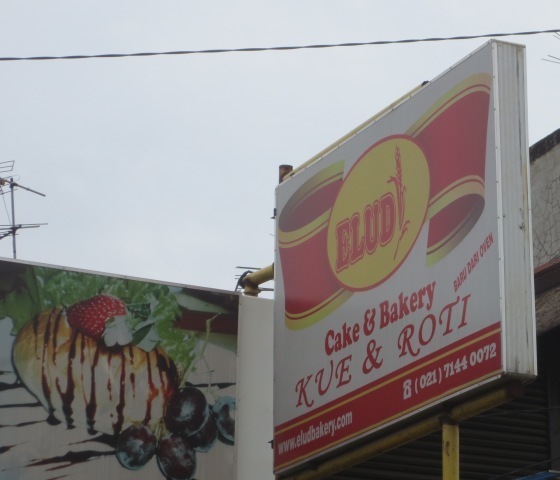 ELUD
Cake & Bakery
BARU DARI OVEN
KUE & ROTI
(021) 7144 0072
www.eludbakery.com